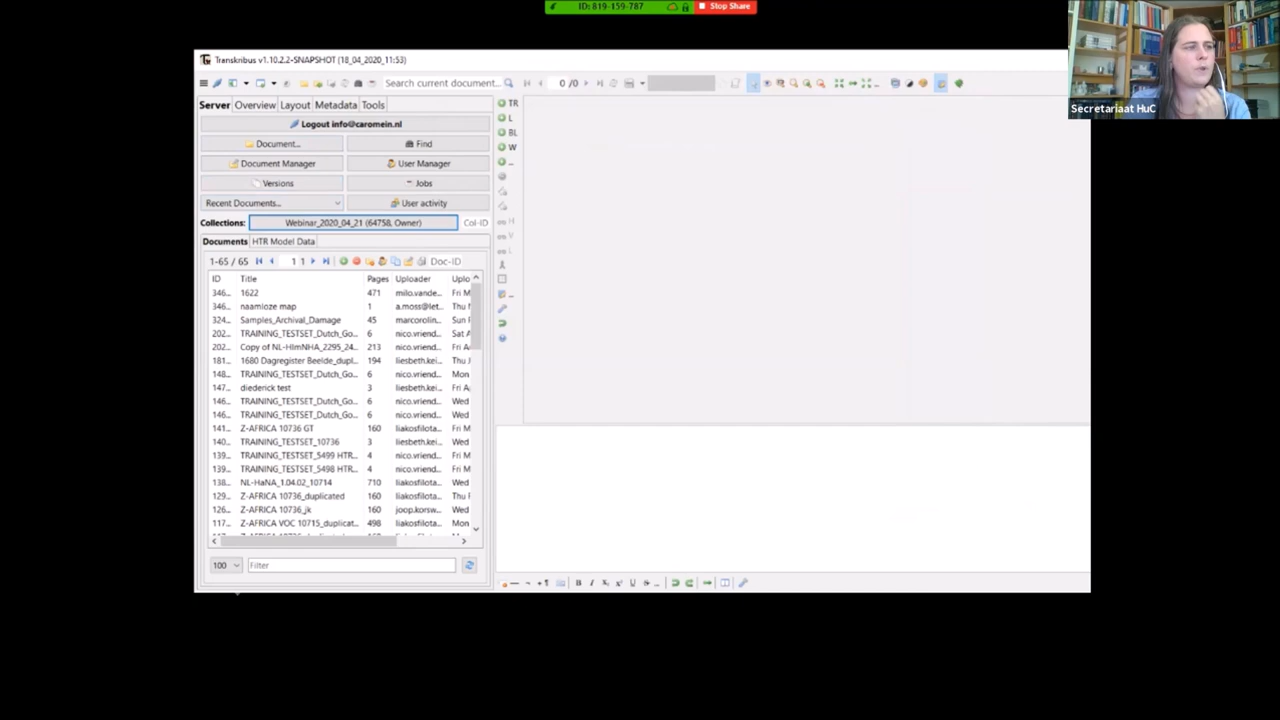 ID: 819-159-787 Stop Share
Transkribus v1.10.2.2-SNAPSHOT (18_04_2020_11:53)
Secretariaat HuC
Search current document... 0 /0
Server Overview Layout Metadata Tools
Logout info@caromein.nl
Document... Find
Document Manager User Manager
Versions Jobs
Recent Documents... User activity
Collections: Webinar_2020_04_21 (64758, Owner) Col-ID
Documents HTR Model Data
1-65 / 65 1 1 Doc-ID
ID Title Pages Uploader Uplo
346... 1622 471 milo.vande... Fri M
346... naamloze map 1 a.moss@let... Thu
324... Samples_Archival_Damage 45 marcorolin... Sun
202... TRAINING_TESTSET_Dutch_Go... 6 nico.vriend... Sat A
202... Copy of NL-HlmNHA_2295_24... 213 nico.vriend... Fri A
181... 1680 Dagregister Beelde_dupl... 194 liesbeth.kei... Thu J
148... TRAINING_TESTSET_Dutch_Go... 6 nico.vriend... Mon
147... diederick test 3 liesbeth.kei... Fri A
146... TRAINING_TESTSET_Dutch_Go... 6 nico.vriend... Wed
146... TRAINING_TESTSET_Dutch_Go... 6 nico.vriend... Wed
141... Z-AFRICA 10736 GT 160 liakosfilota... Fri M
140... TRAINING_TESTSET_10736 3 liesbeth.kei... Wed
139... TRAINING_TESTSET_5499 HTR... 4 nico.vriend... Fri M
139... TRAINING_TESTSET_5498 HTR... 4 nico.vriend... Fri M
138... NL-HaNA_1.04.02_10714 710 liakosfilota... Wed
129... Z-AFRICA 10736_duplicated 160 liakosfilota... Thu F
126... Z-AFRICA 10736_jk 160 joop.korsw... Wed
117... Z-AFRICA VOC 10715_duplicat... 498 liakosfilota... Mon
100 Filter
TR
L
BL
W
...
H
V
L
B I X₁ X² U S ...